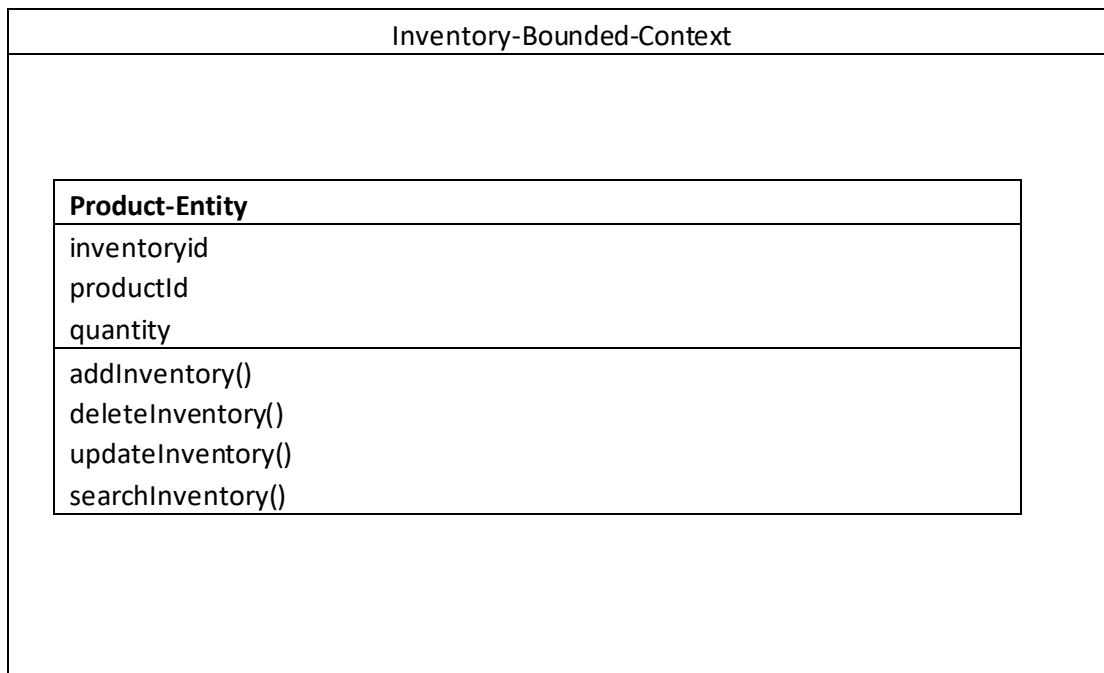 Inventory-Bounded-Context
Product-Entity
inventoryid
productId
quantity
addInventory()
deleteInventory()
updateInventory()
searchInventory()